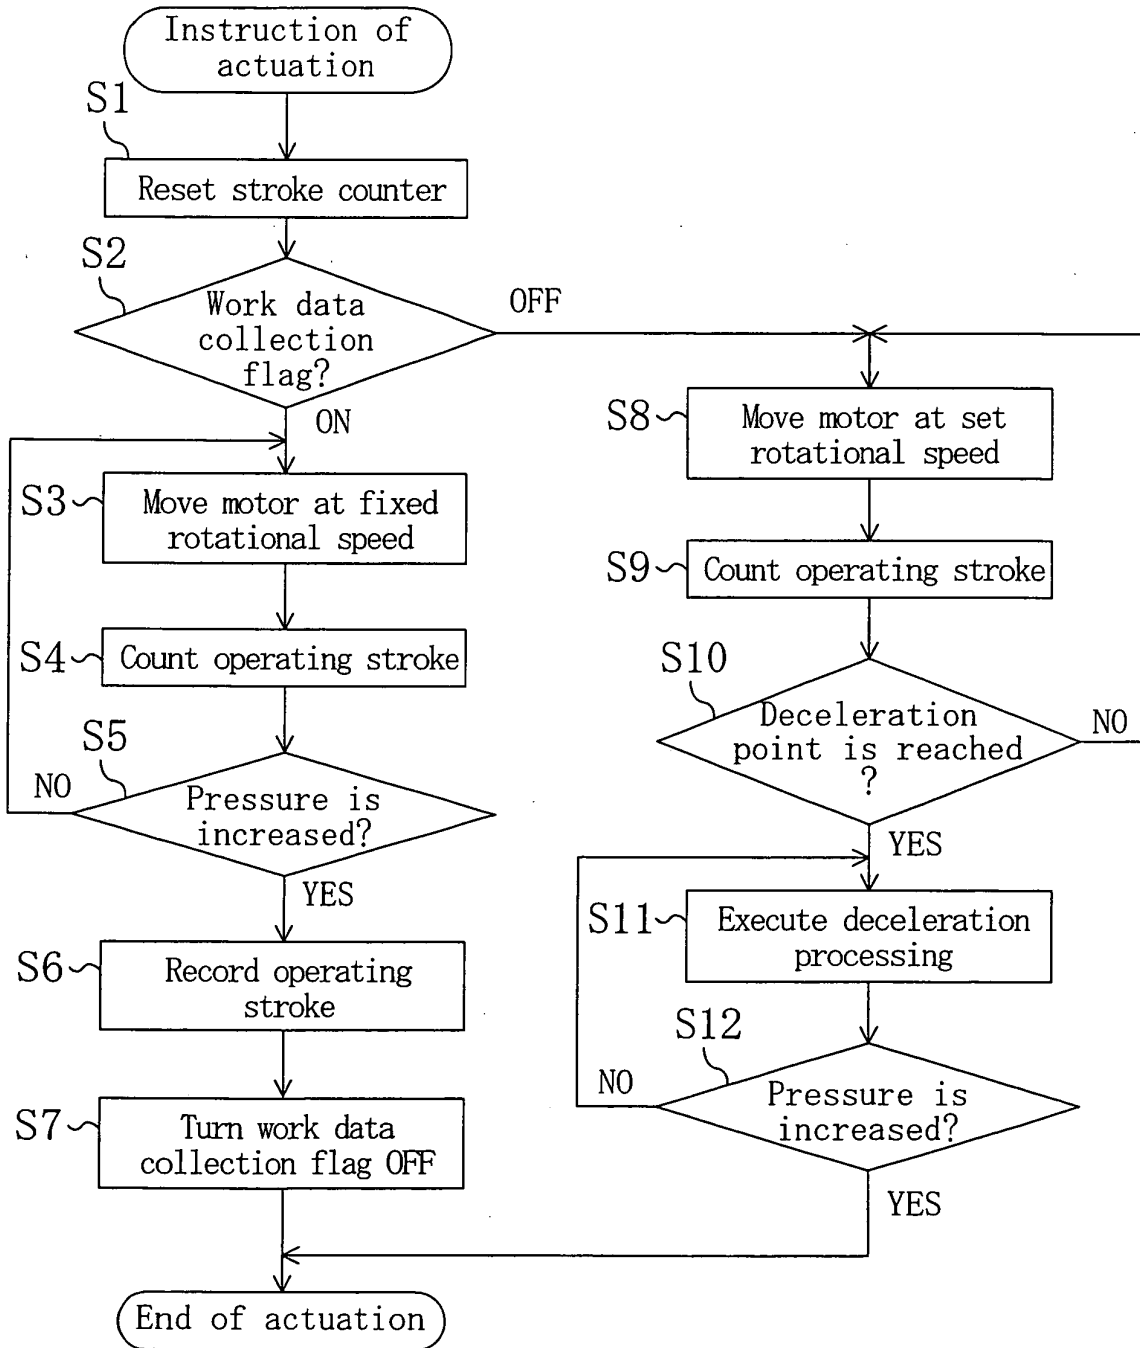 Instruction of
actuation
S1
Reset stroke counter
S2
Work data
collection
flag?
OFF
ON
S3
Move motor at fixed
rotational speed
S4
Count operating stroke
S5
Pressure is
increased?
NO
YES
S6
Record operating
stroke
S7
Turn work data
collection flag OFF
S8
Move motor at set
rotational speed
S9
Count operating stroke
S10
Deceleration
point is reached
?
NO
YES
S11
Execute deceleration
processing
S12
Pressure is
increased?
NO
YES
End of actuation